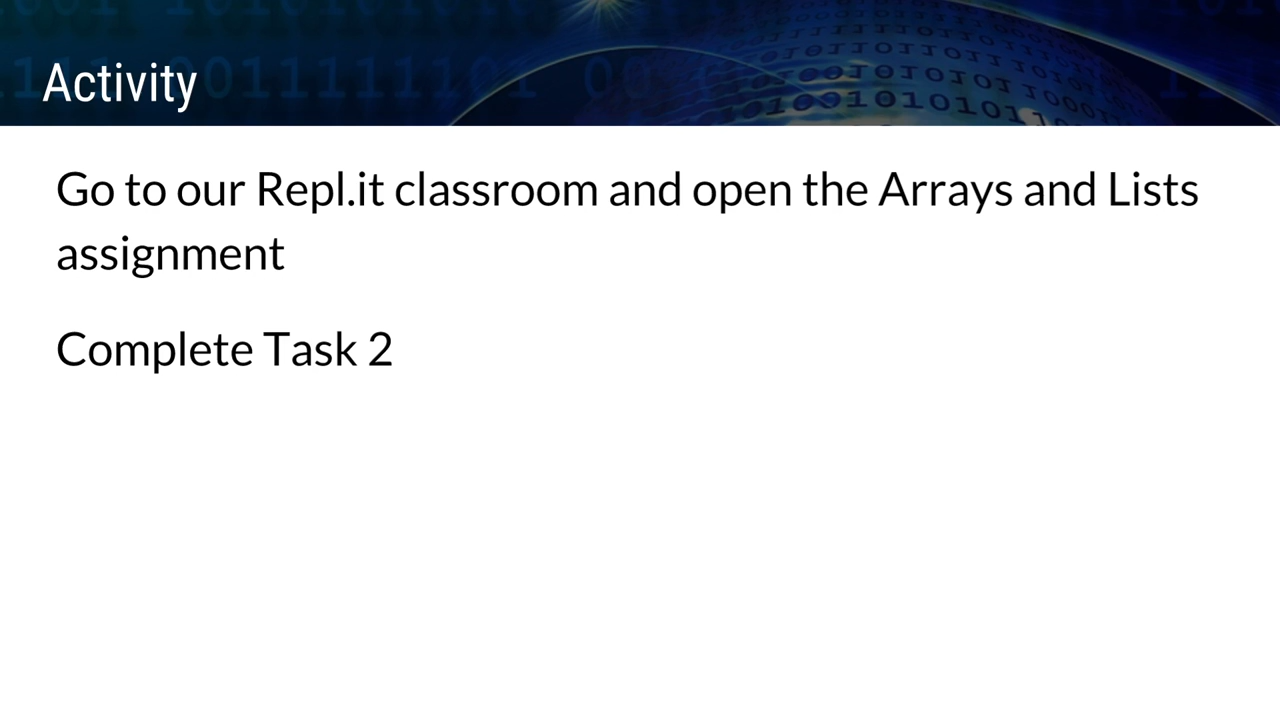 Activity
Go to our Repl.it classroom and open the Arrays and Lists
assignment
Complete Task 2